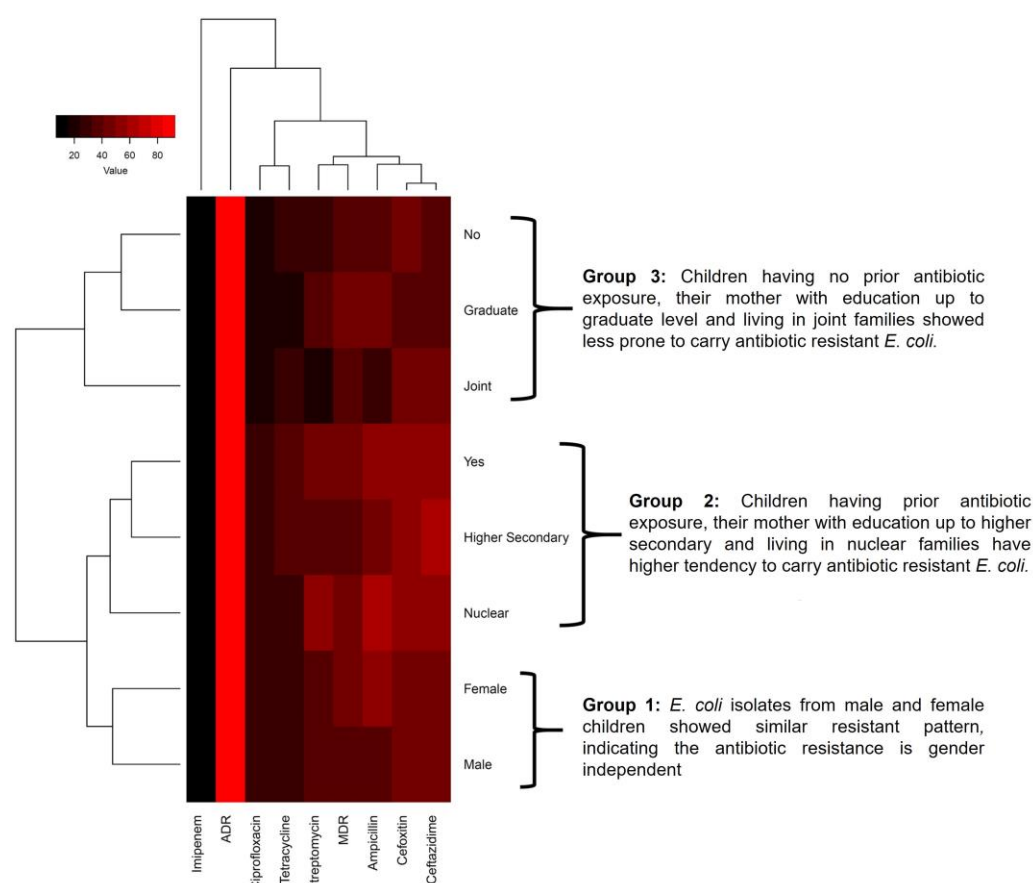 20 40 60 80
Value
No
Graduate
Joint
Group 3: Children having no prior antibiotic
exposure, their mother with education up to
graduate level and living in joint families showed
less prone to carry antibiotic resistant E. coli.
Yes
Higher Secondary
Nuclear
Group 2: Children having prior antibiotic
exposure, their mother with education up to higher
secondary and living in nuclear families have
higher tendency to carry antibiotic resistant E. coli.
Female
Male
Group 1: E. coli isolates from male and female
children showed similar resistant pattern,
indicating the antibiotic resistance is gender
independent
Imipenem
ADR
Ciprofloxacin
Tetracycline
treptomycin
MDR
Ampicillin
Cefoxitin
Ceftazidime